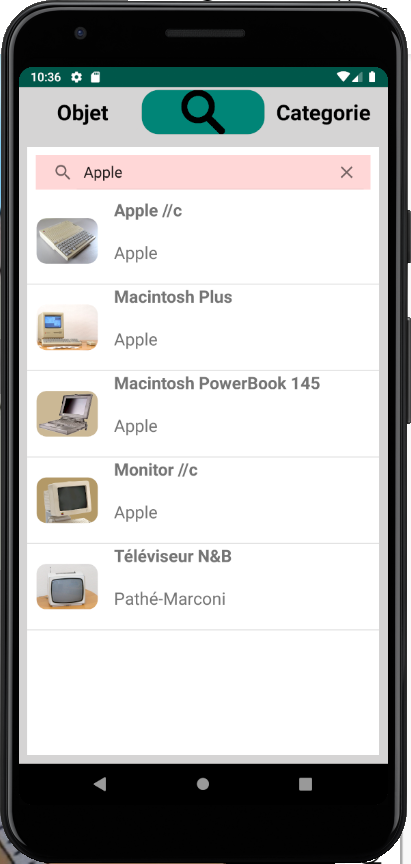 10:36
Objet
Categorie
Apple
Apple //c
Apple
Macintosh Plus
Apple
Macintosh PowerBook 145
Apple
Monitor //c
Apple
Téléviseur N&B
Pathé-Marconi